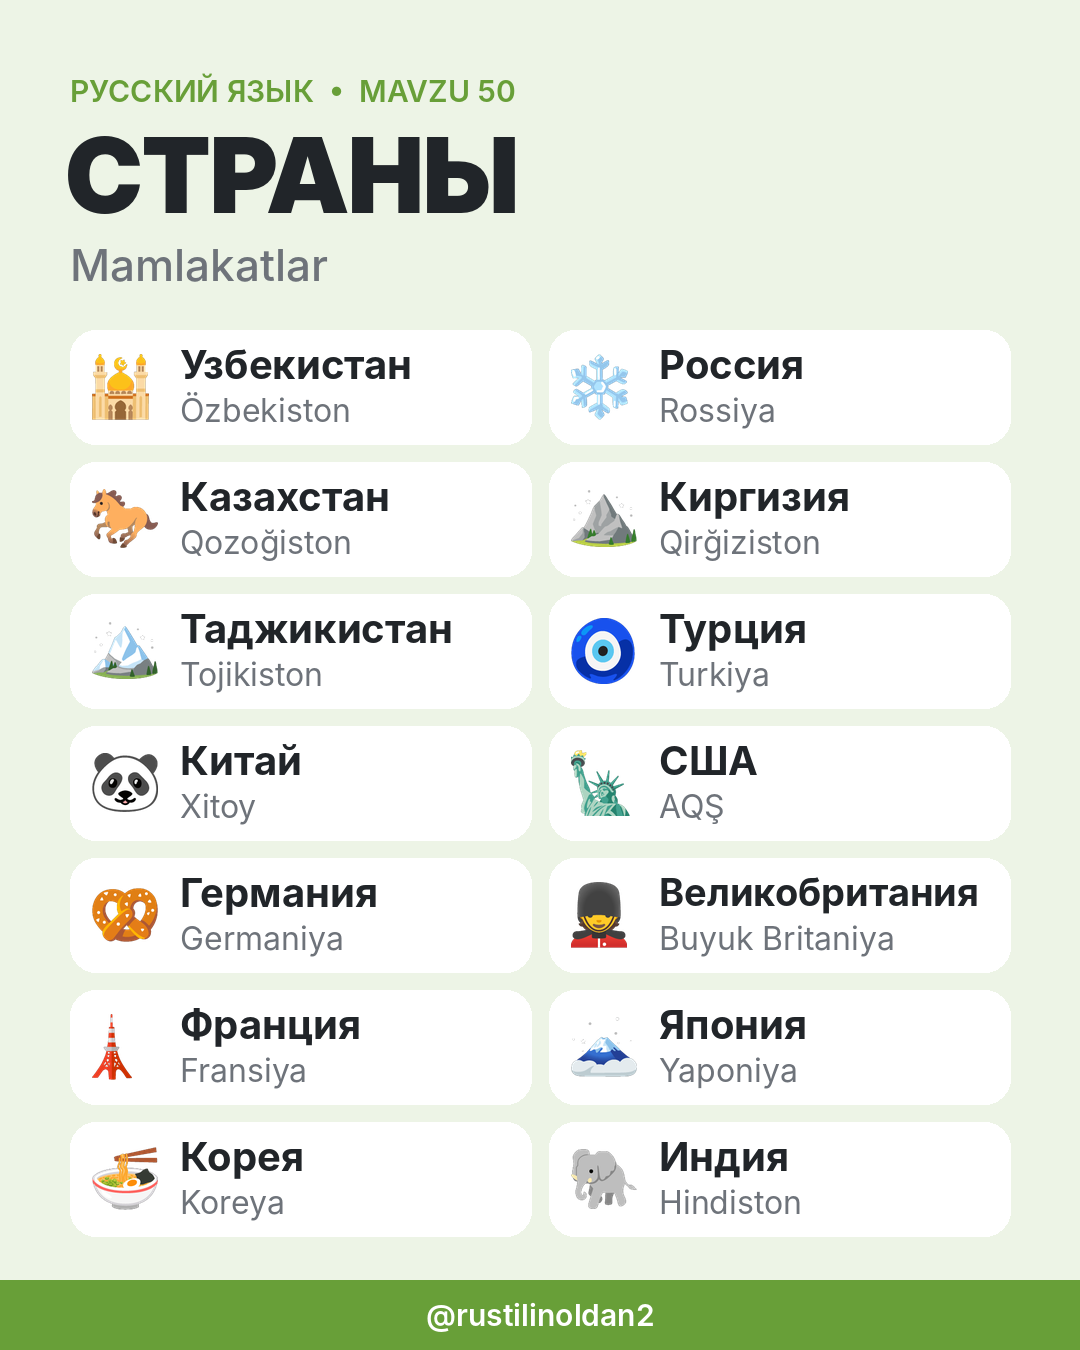 РУССКИЙ ЯЗЫК • MAVZU 50
СТРАНЫ
Mamlakatlar
Узбекистан
Özbekiston
Россия
Rossiya
Казахстан
Qozoğiston
Киргизия
Qirğiziston
Таджикистан
Tojikiston
Турция
Turkiya
Китай
Xitoy
США
AQŞ
Германия
Germaniya
Великобритания
Buyuk Britaniya
Франция
Fransiya
Япония
Yaponiya
Корея
Koreya
Индия
Hindiston
@rustilinoldan2